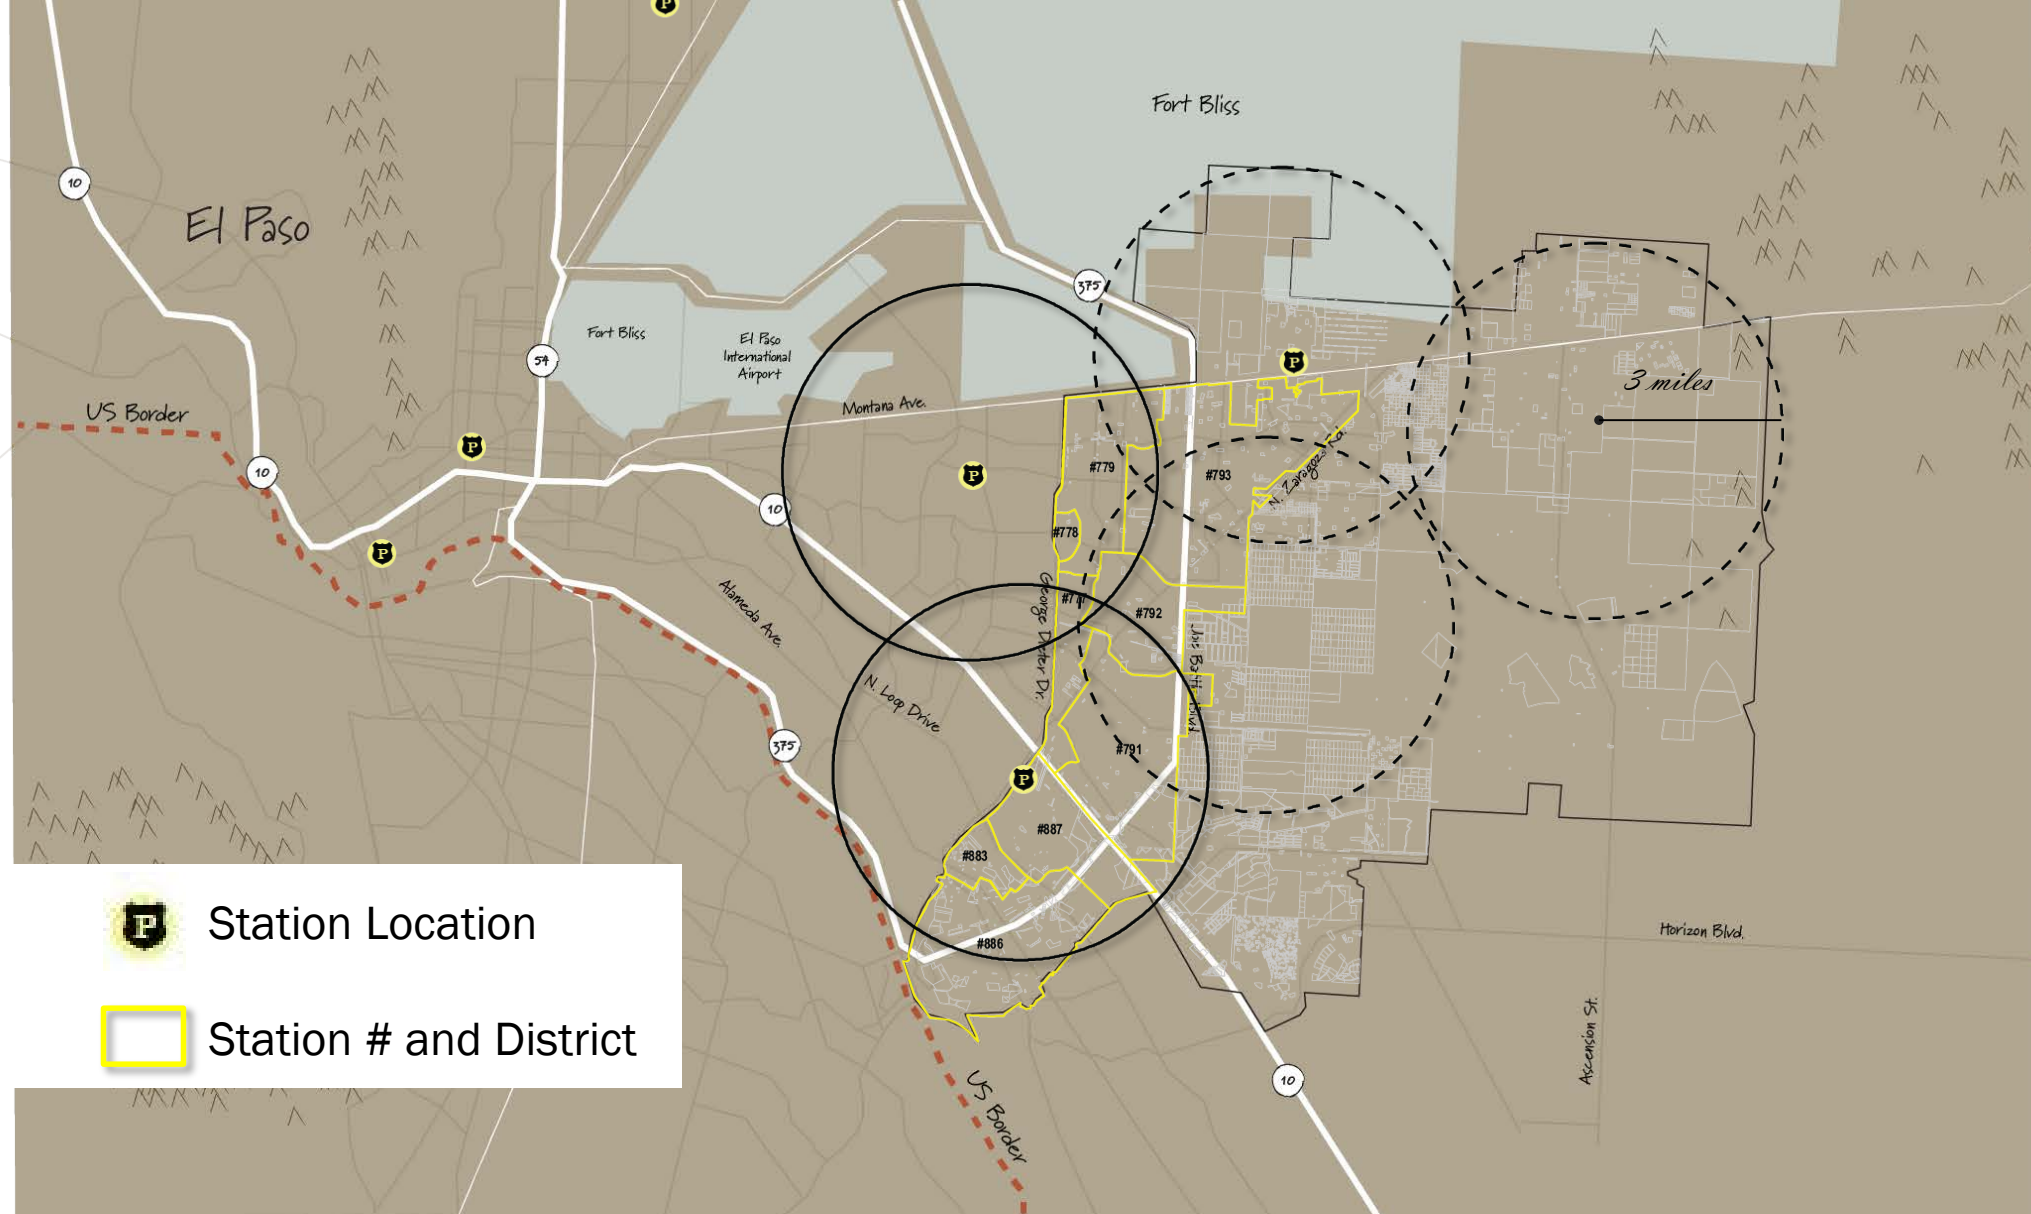 P
Fort Bliss
10
El Paso
375
Fort Bliss
El Paso
International
Airport
54
P
3 miles
US Border
Montana Ave.
P
10
P
#779
#793
N. Zaragoza Ra.
10
#778
P
George Dieter Dr.
Alameda Ave.
#792
N. Loop Drive
375
#791
P
#887
#883
#886
P
Station Location
Station # and District
Horizon Blvd.
Ascension St.
10
US Border